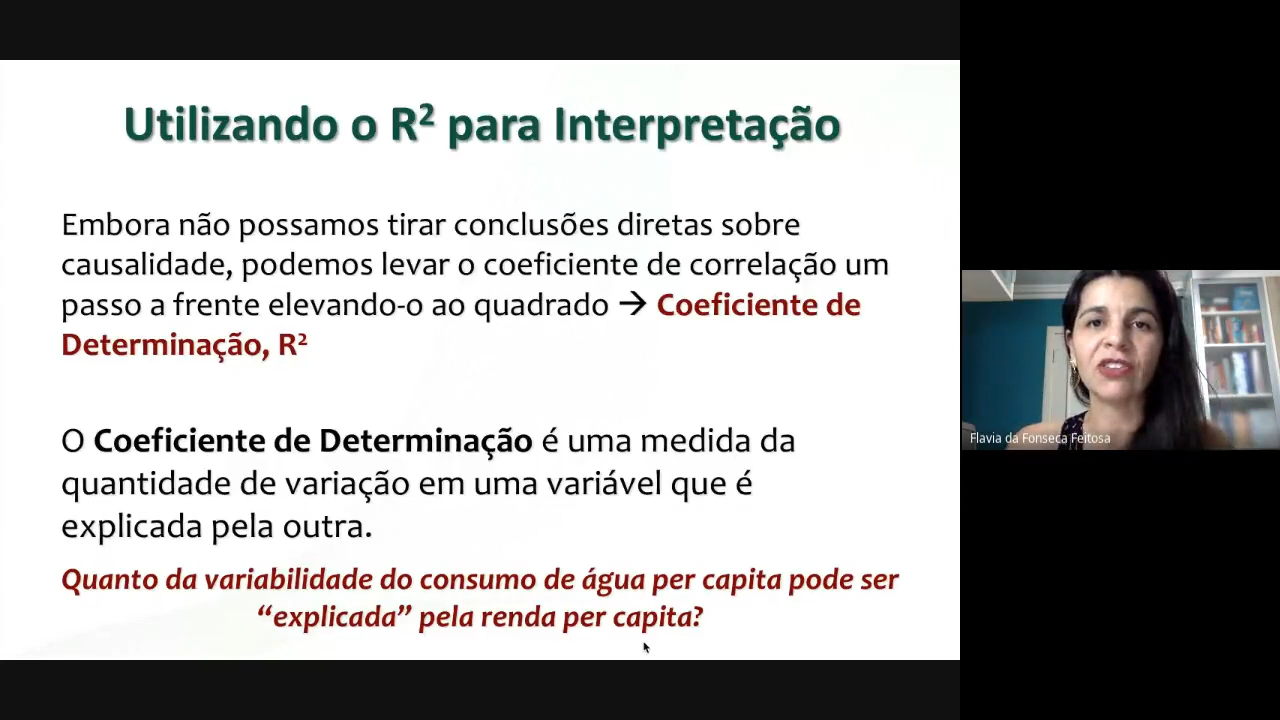 Utilizando o R² para Interpretação
Embora não possamos tirar conclusões diretas sobre
causalidade, podemos levar o coeficiente de correlação um
passo a frente elevando-o ao quadrado → Coeficiente de
Determinação, R²
O Coeficiente de Determinação é uma medida da
quantidade de variação em uma variável que é
explicada pela outra.
Quanto da variabilidade do consumo de água per capita pode ser
“explicada” pela renda per capita?
Flavia da Fonseca Feitosa